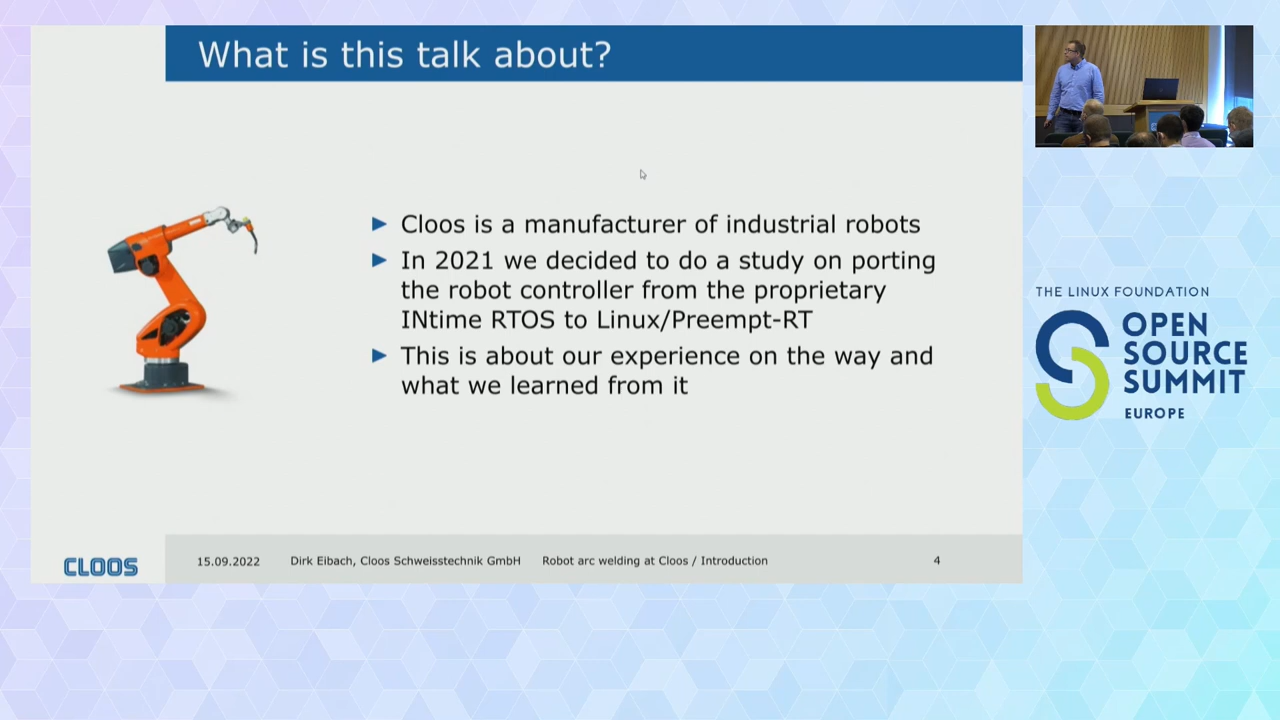 What is this talk about?
Cloos is a manufacturer of industrial robots
In 2021 we decided to do a study on porting
the robot controller from the proprietary
INtime RTOS to Linux/Preempt-RT
This is about our experience on the way and
what we learned from it
CLOOS
15.09.2022 Dirk Eibach, Cloos Schweisstechnik GmbH Robot arc welding at Cloos / Introduction 4
THE LINUX FOUNDATION
OPEN
SOURCE
SUMMIT
EUROPE